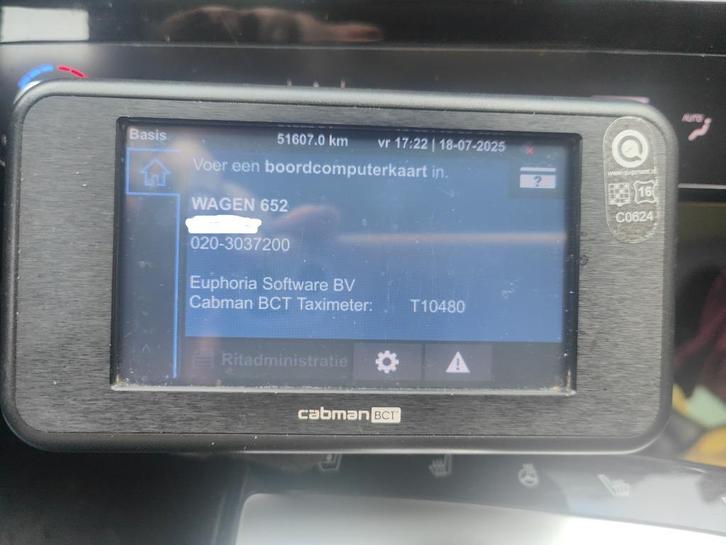 Basis 51607.0 km vr 17:22 | 18-07-2025
Voer een boordcomputerkaart in.
?
WAGEN 652
020-3037200
Euphoria Software BV
Cabman BCT Taximeter: T10480
Ritadministratie
cabman BCT
16
C0624
AUTO